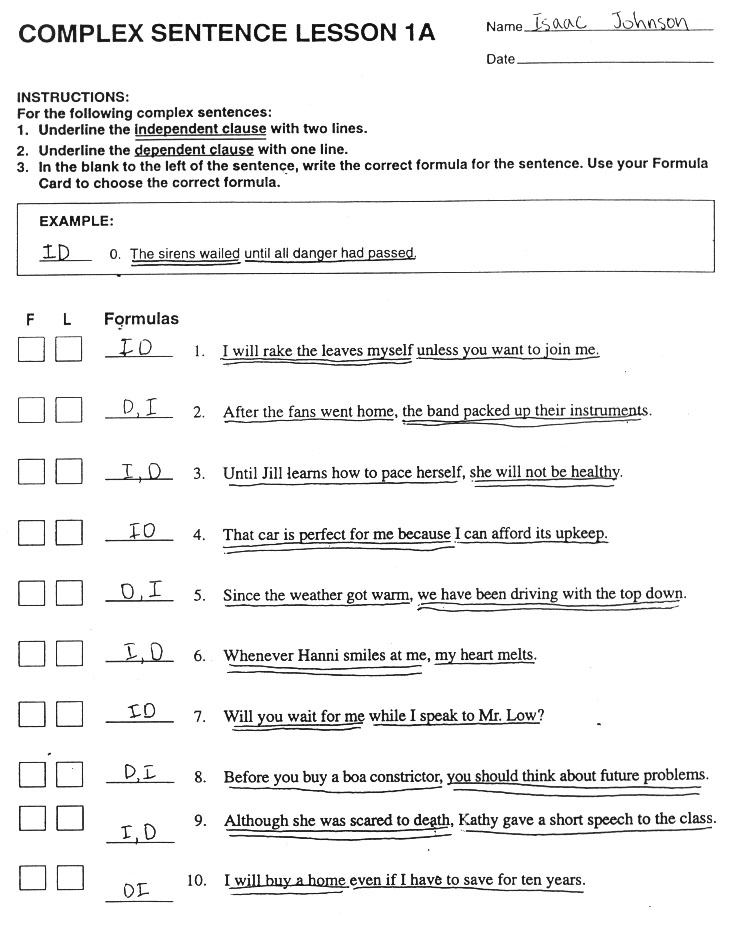 COMPLEX SENTENCE LESSON 1A
Name Isaac Johnson
Date
INSTRUCTIONS:
For the following complex sentences:
1. Underline the independent clause with two lines.
2. Underline the dependent clause with one line.
3. In the blank to the left of the sentence, write the correct formula for the sentence. Use your Formula
Card to choose the correct formula.
EXAMPLE:
ID 0. The sirens wailed until all danger had passed.
F L Formulas
ID 1. I will rake the leaves myself unless you want to join me.
D, I 2. After the fans went home, the band packed up their instruments.
I, D 3. Until Jill learns how to pace herself, she will not be healthy.
ID 4. That car is perfect for me because I can afford its upkeep.
D, I 5. Since the weather got warm, we have been driving with the top down.
I, D 6. Whenever Hanni smiles at me, my heart melts.
ID 7. Will you wait for me while I speak to Mr. Low?
D, I 8. Before you buy a boa constrictor, you should think about future problems.
I, D 9. Although she was scared to death, Kathy gave a short speech to the class.
DI 10. I will buy a home even if I have to save for ten years.